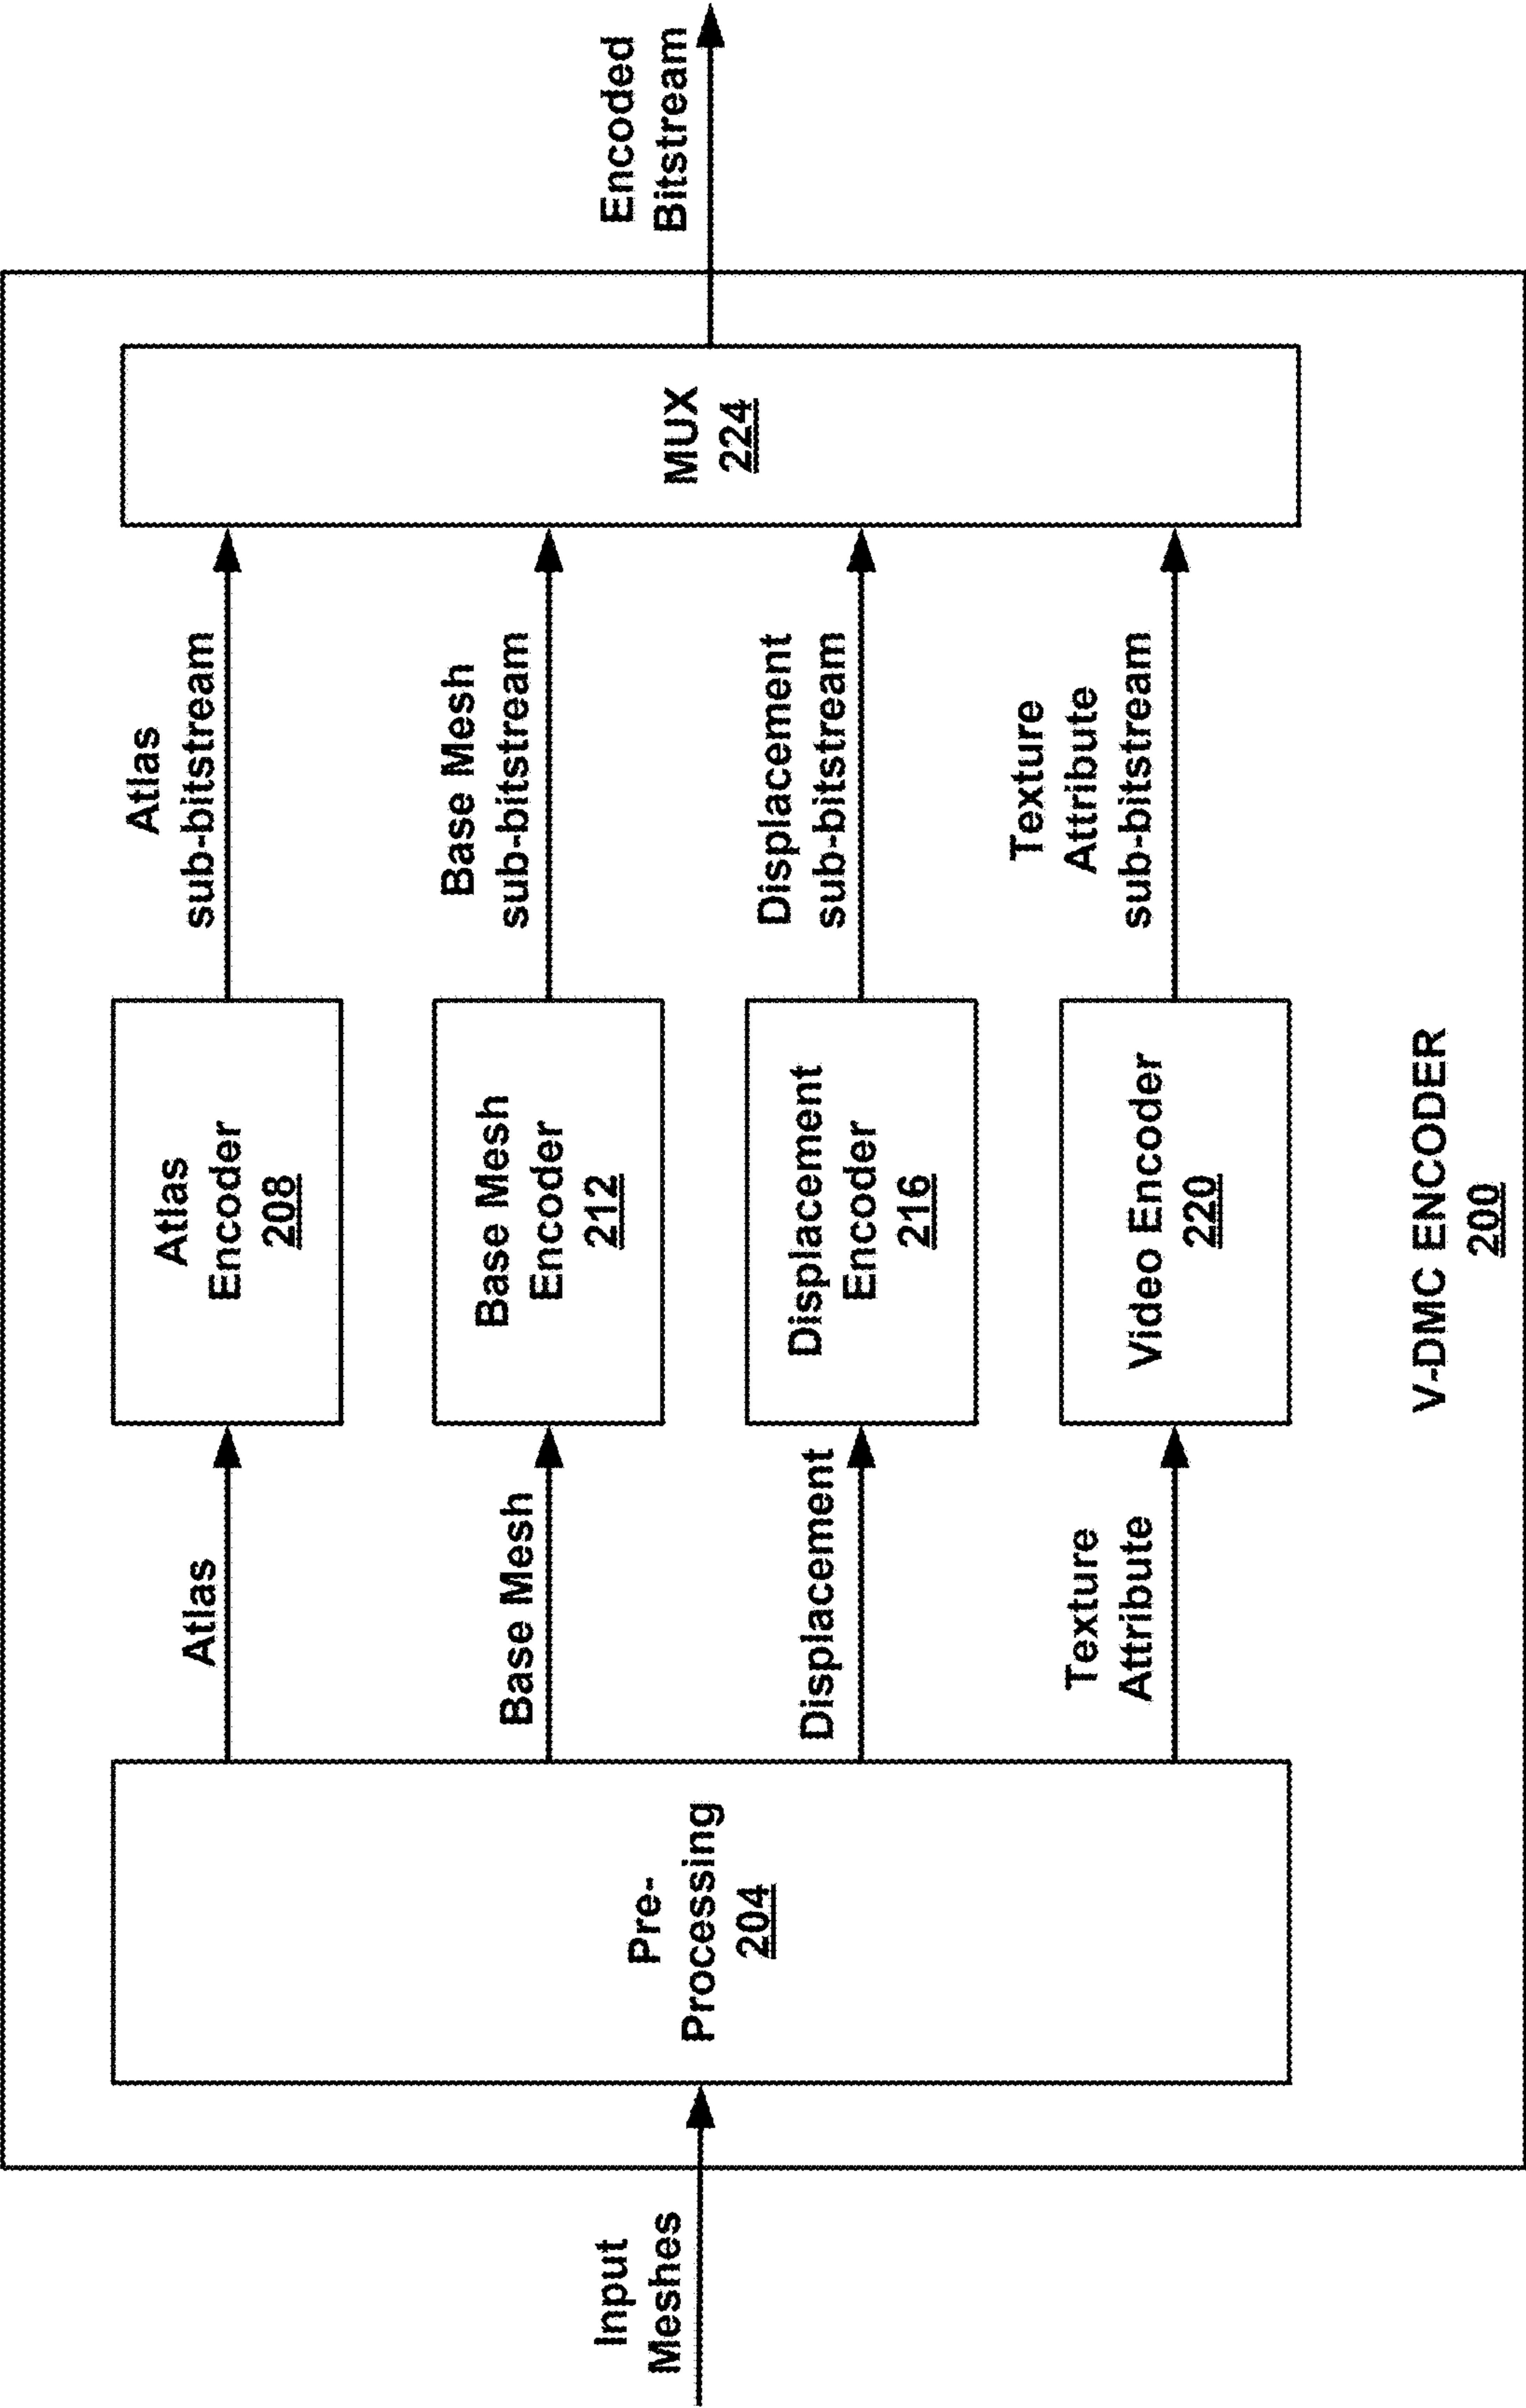 Input
Meshes
Pre-
Processing
204
Atlas
Base Mesh
Displacement
Texture
Attribute
Atlas
Encoder
208
Base Mesh
Encoder
212
Displacement
Encoder
216
Video Encoder
220
Atlas
sub-bitstream
Base Mesh
sub-bitstream
Displacement
sub-bitstream
Texture
Attribute
sub-bitstream
MUX
224
Encoded
Bitstream
V-DMC ENCODER
200